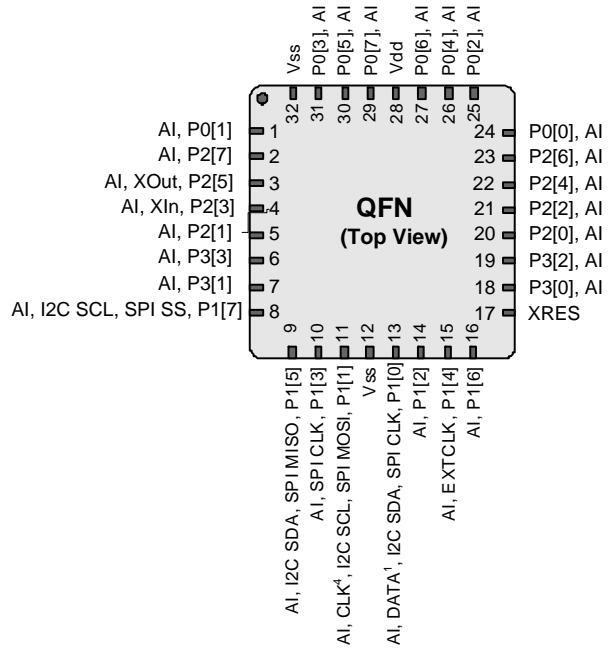 Vss
P0[3], AI
P0[5], AI
P0[7], AI
Vdd
P0[6], AI
P0[4], AI
P0[2], AI
32
31
30
29
28
27
26
25
AI, P0[1]
1
AI, P2[7]
2
AI, XOut, P2[5]
3
AI, XIn, P2[3]
4
AI, P2[1]
5
AI, P3[3]
6
AI, P3[1]
7
AI, I2C SCL, SPI SS, P1[7]
8
QFN
(Top View)
24
P0[0], AI
23
P2[6], AI
22
P2[4], AI
21
P2[2], AI
20
P2[0], AI
19
P3[2], AI
18
P3[0], AI
17
XRES
9
10
11
12
13
14
15
16
AI, I2C SDA, SPI MISO, P1[5]
AI, SPI CLK, P1[3]
AI, CLK⁴, I2C SCL, SPI MOSI, P1[1]
Vss
AI, DATA¹, I2C SDA, SPI CLK, P1[0]
AI, P1[2]
AI, EXTCLK, P1[4]
AI, P1[6]